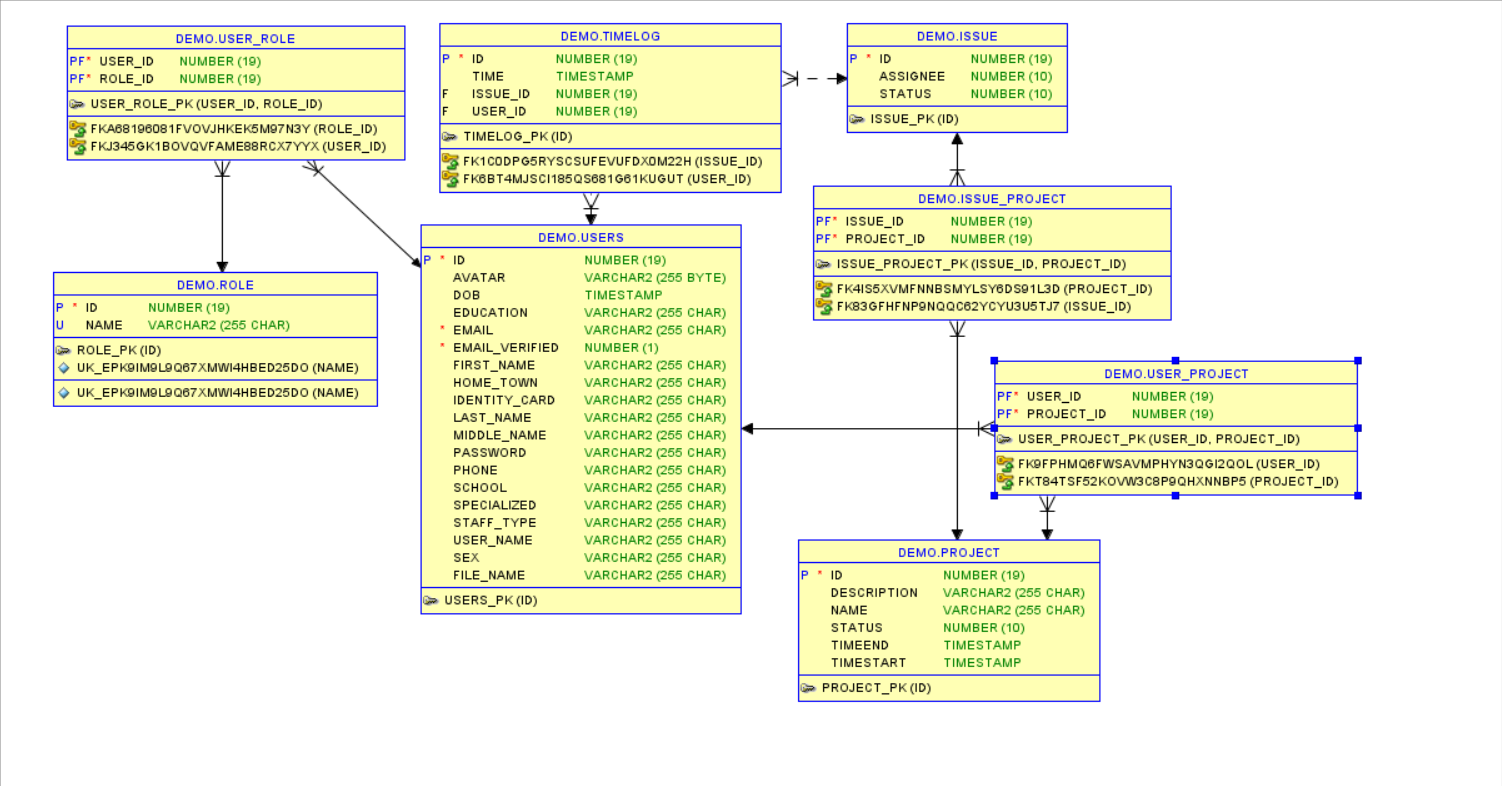 DEMO.USER_ROLE
PF* USER_ID NUMBER (19)
PF* ROLE_ID NUMBER (19)
USER_ROLE_PK (USER_ID, ROLE_ID)
FKA68196081FVOVJHKEK5M97N3Y (ROLE_ID)
FKJ345GK1BOVQVFAME88RCX7YYX (USER_ID)
DEMO.TIMELOG
P * ID NUMBER (19)
TIME TIMESTAMP
F ISSUE_ID NUMBER (19)
F USER_ID NUMBER (19)
TIMELOG_PK (ID)
FK1C0DPG5RYSCSUFEVUFDX0M22H (ISSUE_ID)
FK6BT4MJSCI185QS681G61KUGUT (USER_ID)
DEMO.ISSUE
P * ID NUMBER (19)
ASSIGNEE NUMBER (10)
STATUS NUMBER (10)
ISSUE_PK (ID)
DEMO.ISSUE_PROJECT
PF* ISSUE_ID NUMBER (19)
PF* PROJECT_ID NUMBER (19)
ISSUE_PROJECT_PK (ISSUE_ID, PROJECT_ID)
FK4IS5XVMFNNBSMYLSY6DS91L3D (PROJECT_ID)
FK83GFHFNP9NQQC62YCYU3U5TJ7 (ISSUE_ID)
DEMO.ROLE
P * ID NUMBER (19)
U NAME VARCHAR2 (255 CHAR)
ROLE_PK (ID)
UK_EPK9IM9L9Q67XMWI4HBED25DO (NAME)
UK_EPK9IM9L9Q67XMWI4HBED25DO (NAME)
DEMO.USERS
P * ID NUMBER (19)
AVATAR VARCHAR2 (255 BYTE)
DOB TIMESTAMP
EDUCATION VARCHAR2 (255 CHAR)
* EMAIL VARCHAR2 (255 CHAR)
* EMAIL_VERIFIED NUMBER (1)
FIRST_NAME VARCHAR2 (255 CHAR)
HOME_TOWN VARCHAR2 (255 CHAR)
IDENTITY_CARD VARCHAR2 (255 CHAR)
LAST_NAME VARCHAR2 (255 CHAR)
MIDDLE_NAME VARCHAR2 (255 CHAR)
PASSWORD VARCHAR2 (255 CHAR)
PHONE VARCHAR2 (255 CHAR)
SCHOOL VARCHAR2 (255 CHAR)
SPECIALIZED VARCHAR2 (255 CHAR)
STAFF_TYPE VARCHAR2 (255 CHAR)
USER_NAME VARCHAR2 (255 CHAR)
SEX VARCHAR2 (255 CHAR)
FILE_NAME VARCHAR2 (255 CHAR)
USERS_PK (ID)
DEMO.USER_PROJECT
PF* USER_ID NUMBER (19)
PF* PROJECT_ID NUMBER (19)
USER_PROJECT_PK (USER_ID, PROJECT_ID)
FK9FPHMQ6FWSAVMPHYN3QGI2QOL (USER_ID)
FKT84TSF52KOVW3C8P9QHXNNBP5 (PROJECT_ID)
DEMO.PROJECT
P * ID NUMBER (19)
DESCRIPTION VARCHAR2 (255 CHAR)
NAME VARCHAR2 (255 CHAR)
STATUS NUMBER (10)
TIMEEND TIMESTAMP
TIMESTART TIMESTAMP
PROJECT_PK (ID)